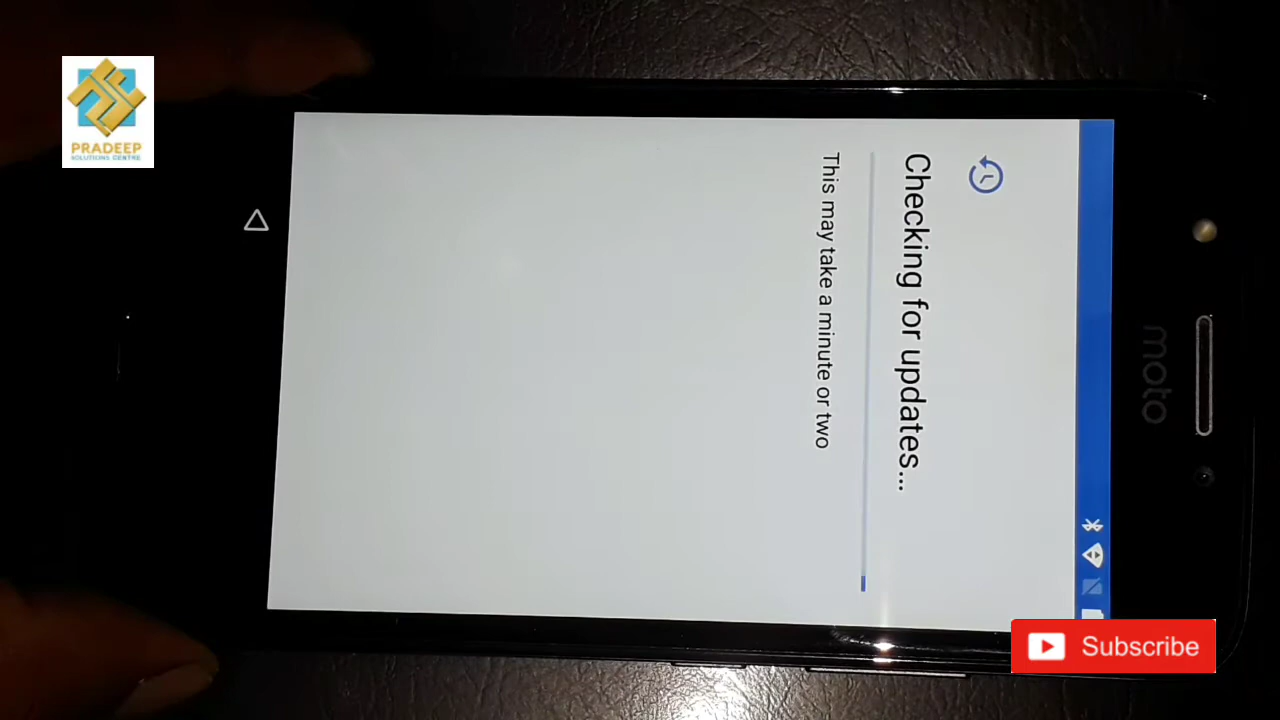 PRADEEP
SOLUTIONS CENTRE
Checking for updates...
This may take a minute or two
moto
Subscribe